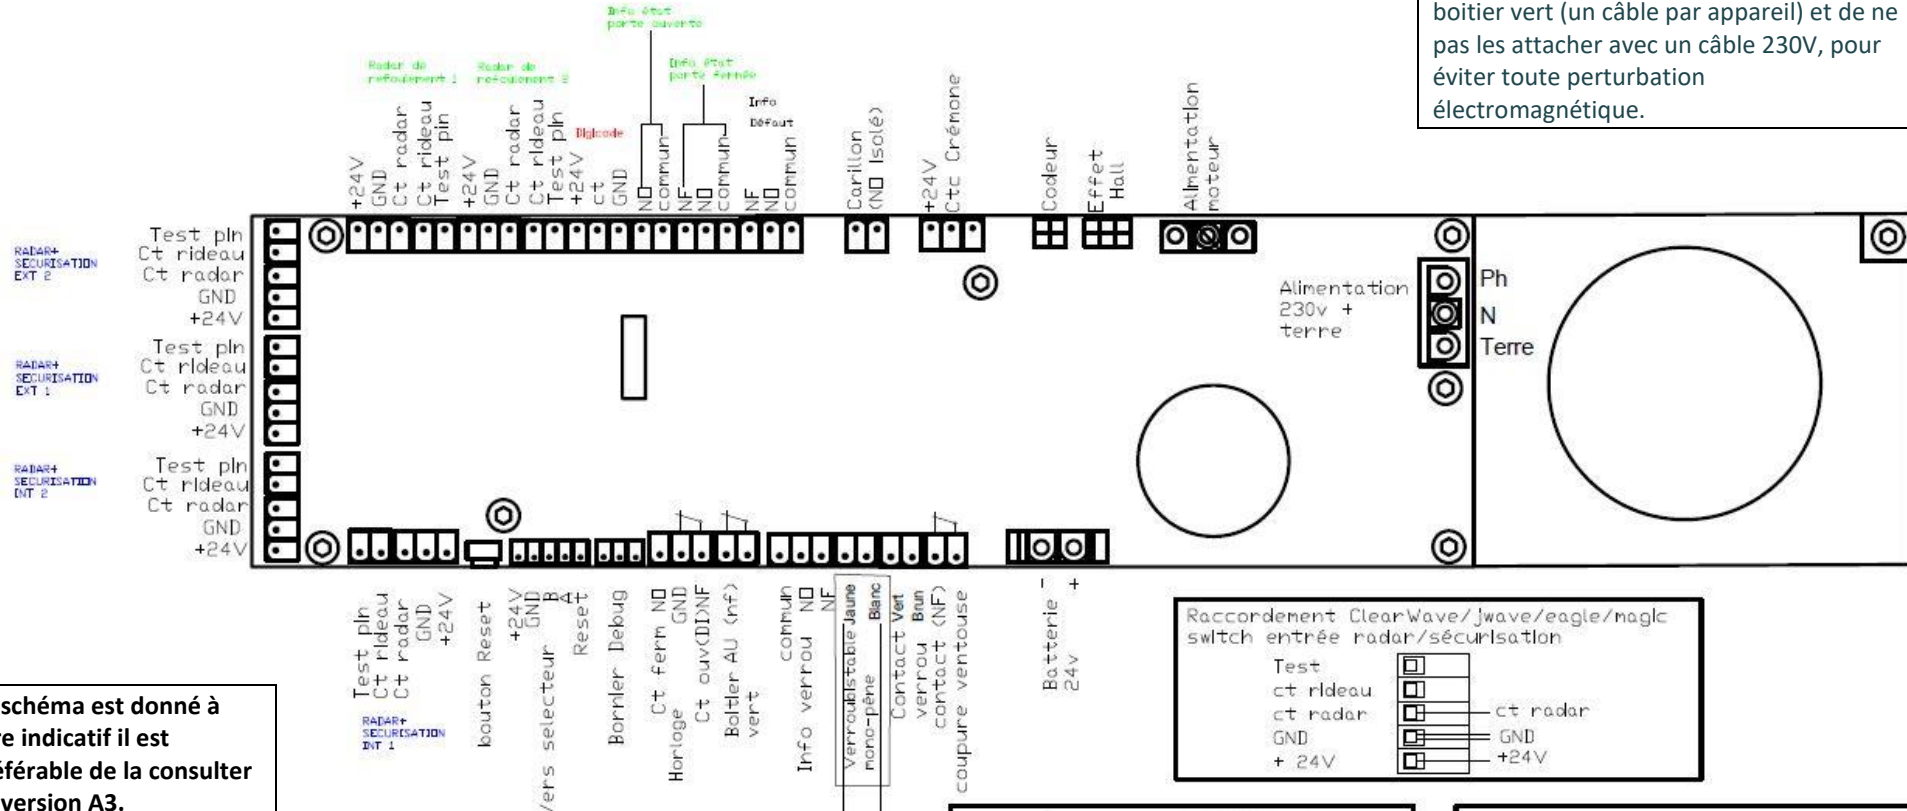 boitier vert (un câble par appareil) et de ne
pas les attacher avec un câble 230V, pour
éviter toute perturbation
électromagnétique.
Info état
porte ouverte
Info état
porte fermée
Radar de
refoulement 1
Radar de
refoulement 2
Digicode
Info
Défaut
+24V
GND
Ct radar
Ct rideau
Test pin
+24V
GND
Ct radar
Ct rideau
Test pin
+24V
ct
GND
NO
commun
NF
NO
commun
NF
NO
commun
Carillon
(NO Isolé)
+24V
Ctc Crémone
Codeur
Effet
Hall
Alimentation
moteur
RADAR+
SECURISATION
EXT 2
Test pin
Ct rideau
Ct radar
GND
+24V
RADAR+
SECURISATION
EXT 1
Test pin
Ct rideau
Ct radar
GND
+24V
RADAR+
SECURISATION
INT 2
Test pin
Ct rideau
Ct radar
GND
+24V
Alimentation
230v +
terre
Ph
N
Terre
Test pin
Ct rideau
Ct radar
GND
+24V
RADAR+
SECURISATION
INT 1
bouton Reset
+24V
GND
B
A
Reset
Vers selecteur
Bornier Debug
Ct ferm NO
GND
Horloge
Ct ouv(DI)NF
Boîtier AU (nf)
vert
commun
NO
NF
Info verrou
Verrou bistable Jaune
mono-pêne Blanc
Contact Vert
verrou Brun
contact (NF)
coupure ventouse
- +
Batterie
24v
Raccordement ClearWave/jwave/eagle/magic
switch entrée radar/sécurisation
Test
ct rideau
ct radar
GND
+ 24V
ct radar
GND
+24V
schéma est donné à
re indicatif il est
éférable de la consulter
version A3.